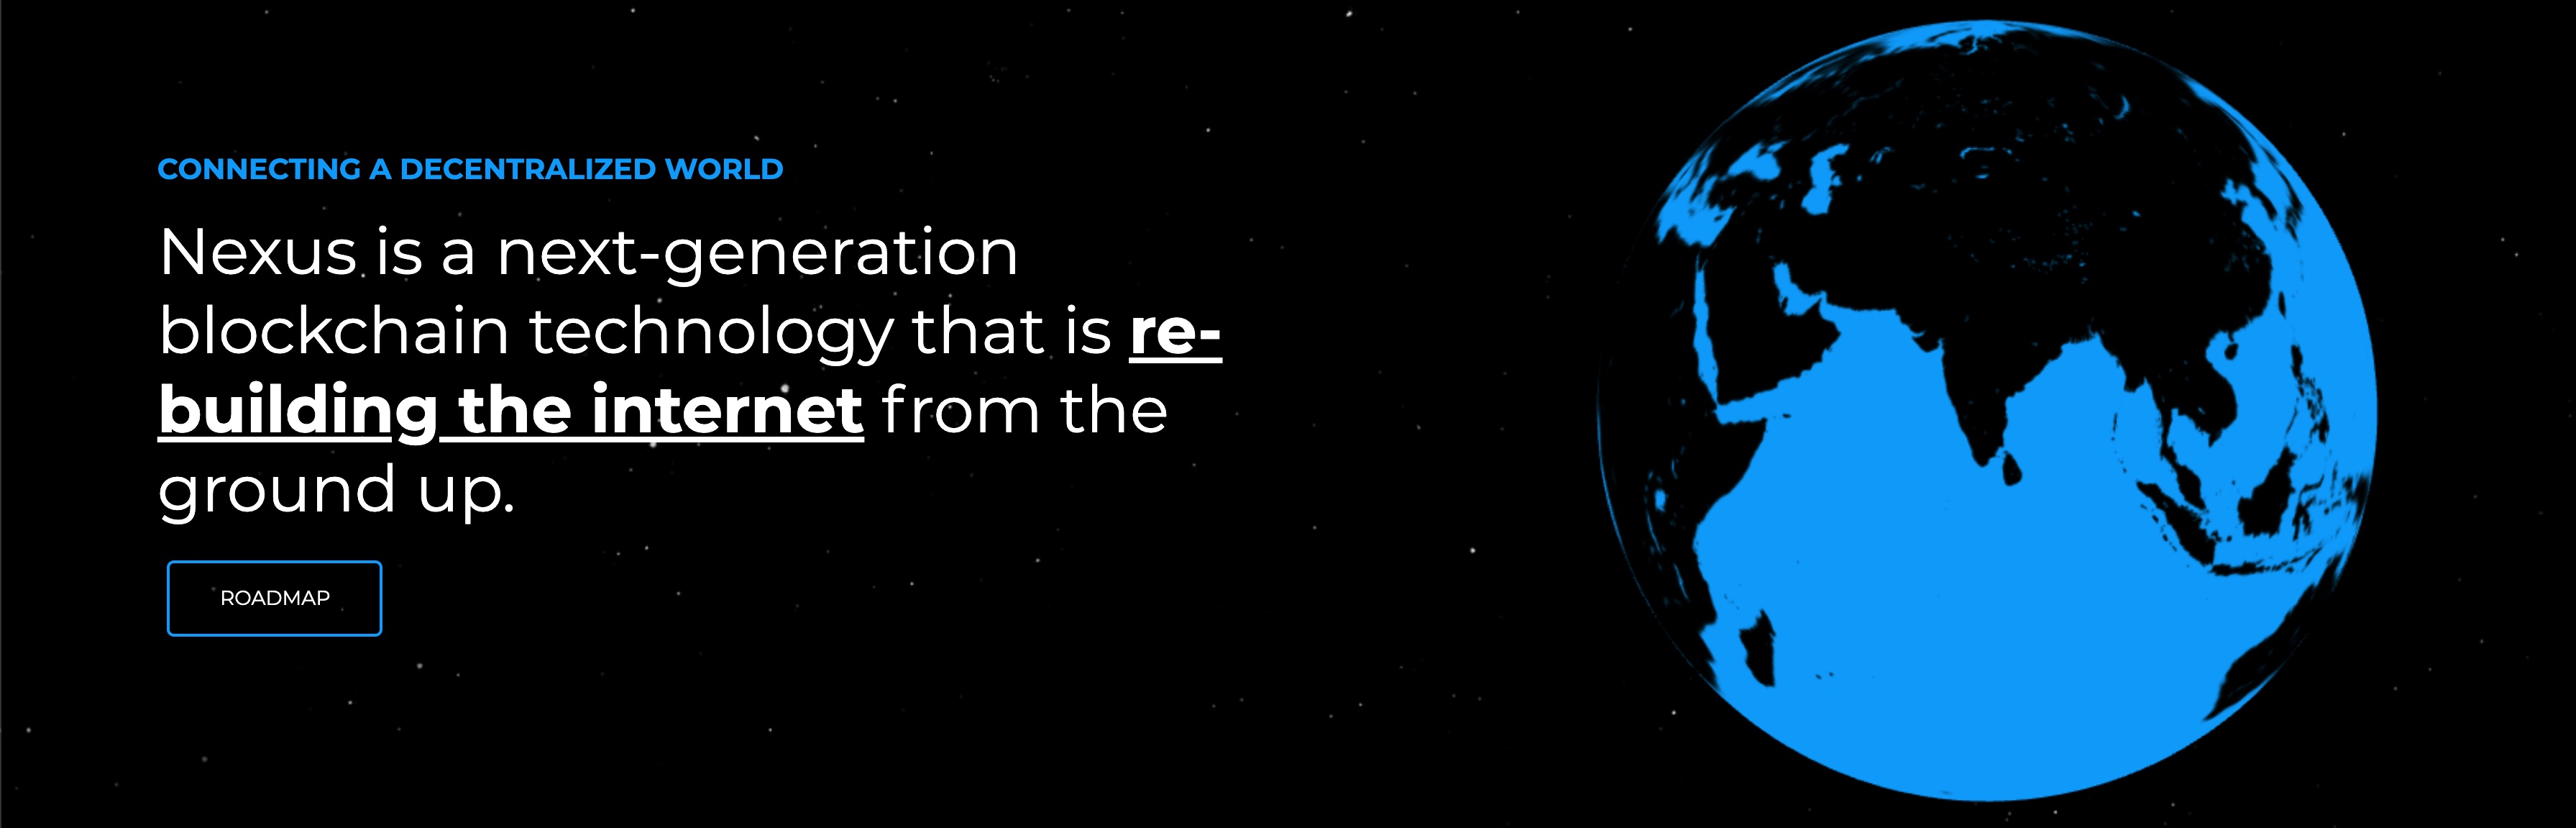 CONNECTING A DECENTRALIZED WORLD
Nexus is a next-generation
blockchain technology that is re-
building the internet from the
ground up.
ROADMAP